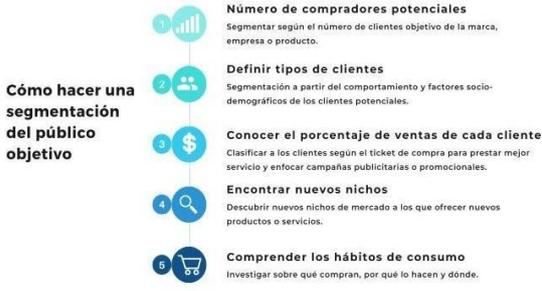 Cómo hacer una
segmentación
del público
objetivo
1
Número de compradores potenciales
Segmentar según el número de clientes objetivo de la marca,
empresa o producto.
2
Definir tipos de clientes
Segmentación a partir del comportamiento y factores socio-
demográficos de los clientes potenciales.
3
$
Conocer el porcentaje de ventas de cada cliente
Clasificar a los clientes según el ticket de compra para prestar mejor
servicio y enfocar campañas publicitarias o promocionales.
4
Encontrar nuevos nichos
Descubrir nuevos nichos de mercado a los que ofrecer nuevos
productos o servicios.
5
Comprender los hábitos de consumo
Investigar sobre qué compran, por qué lo hacen y dónde.